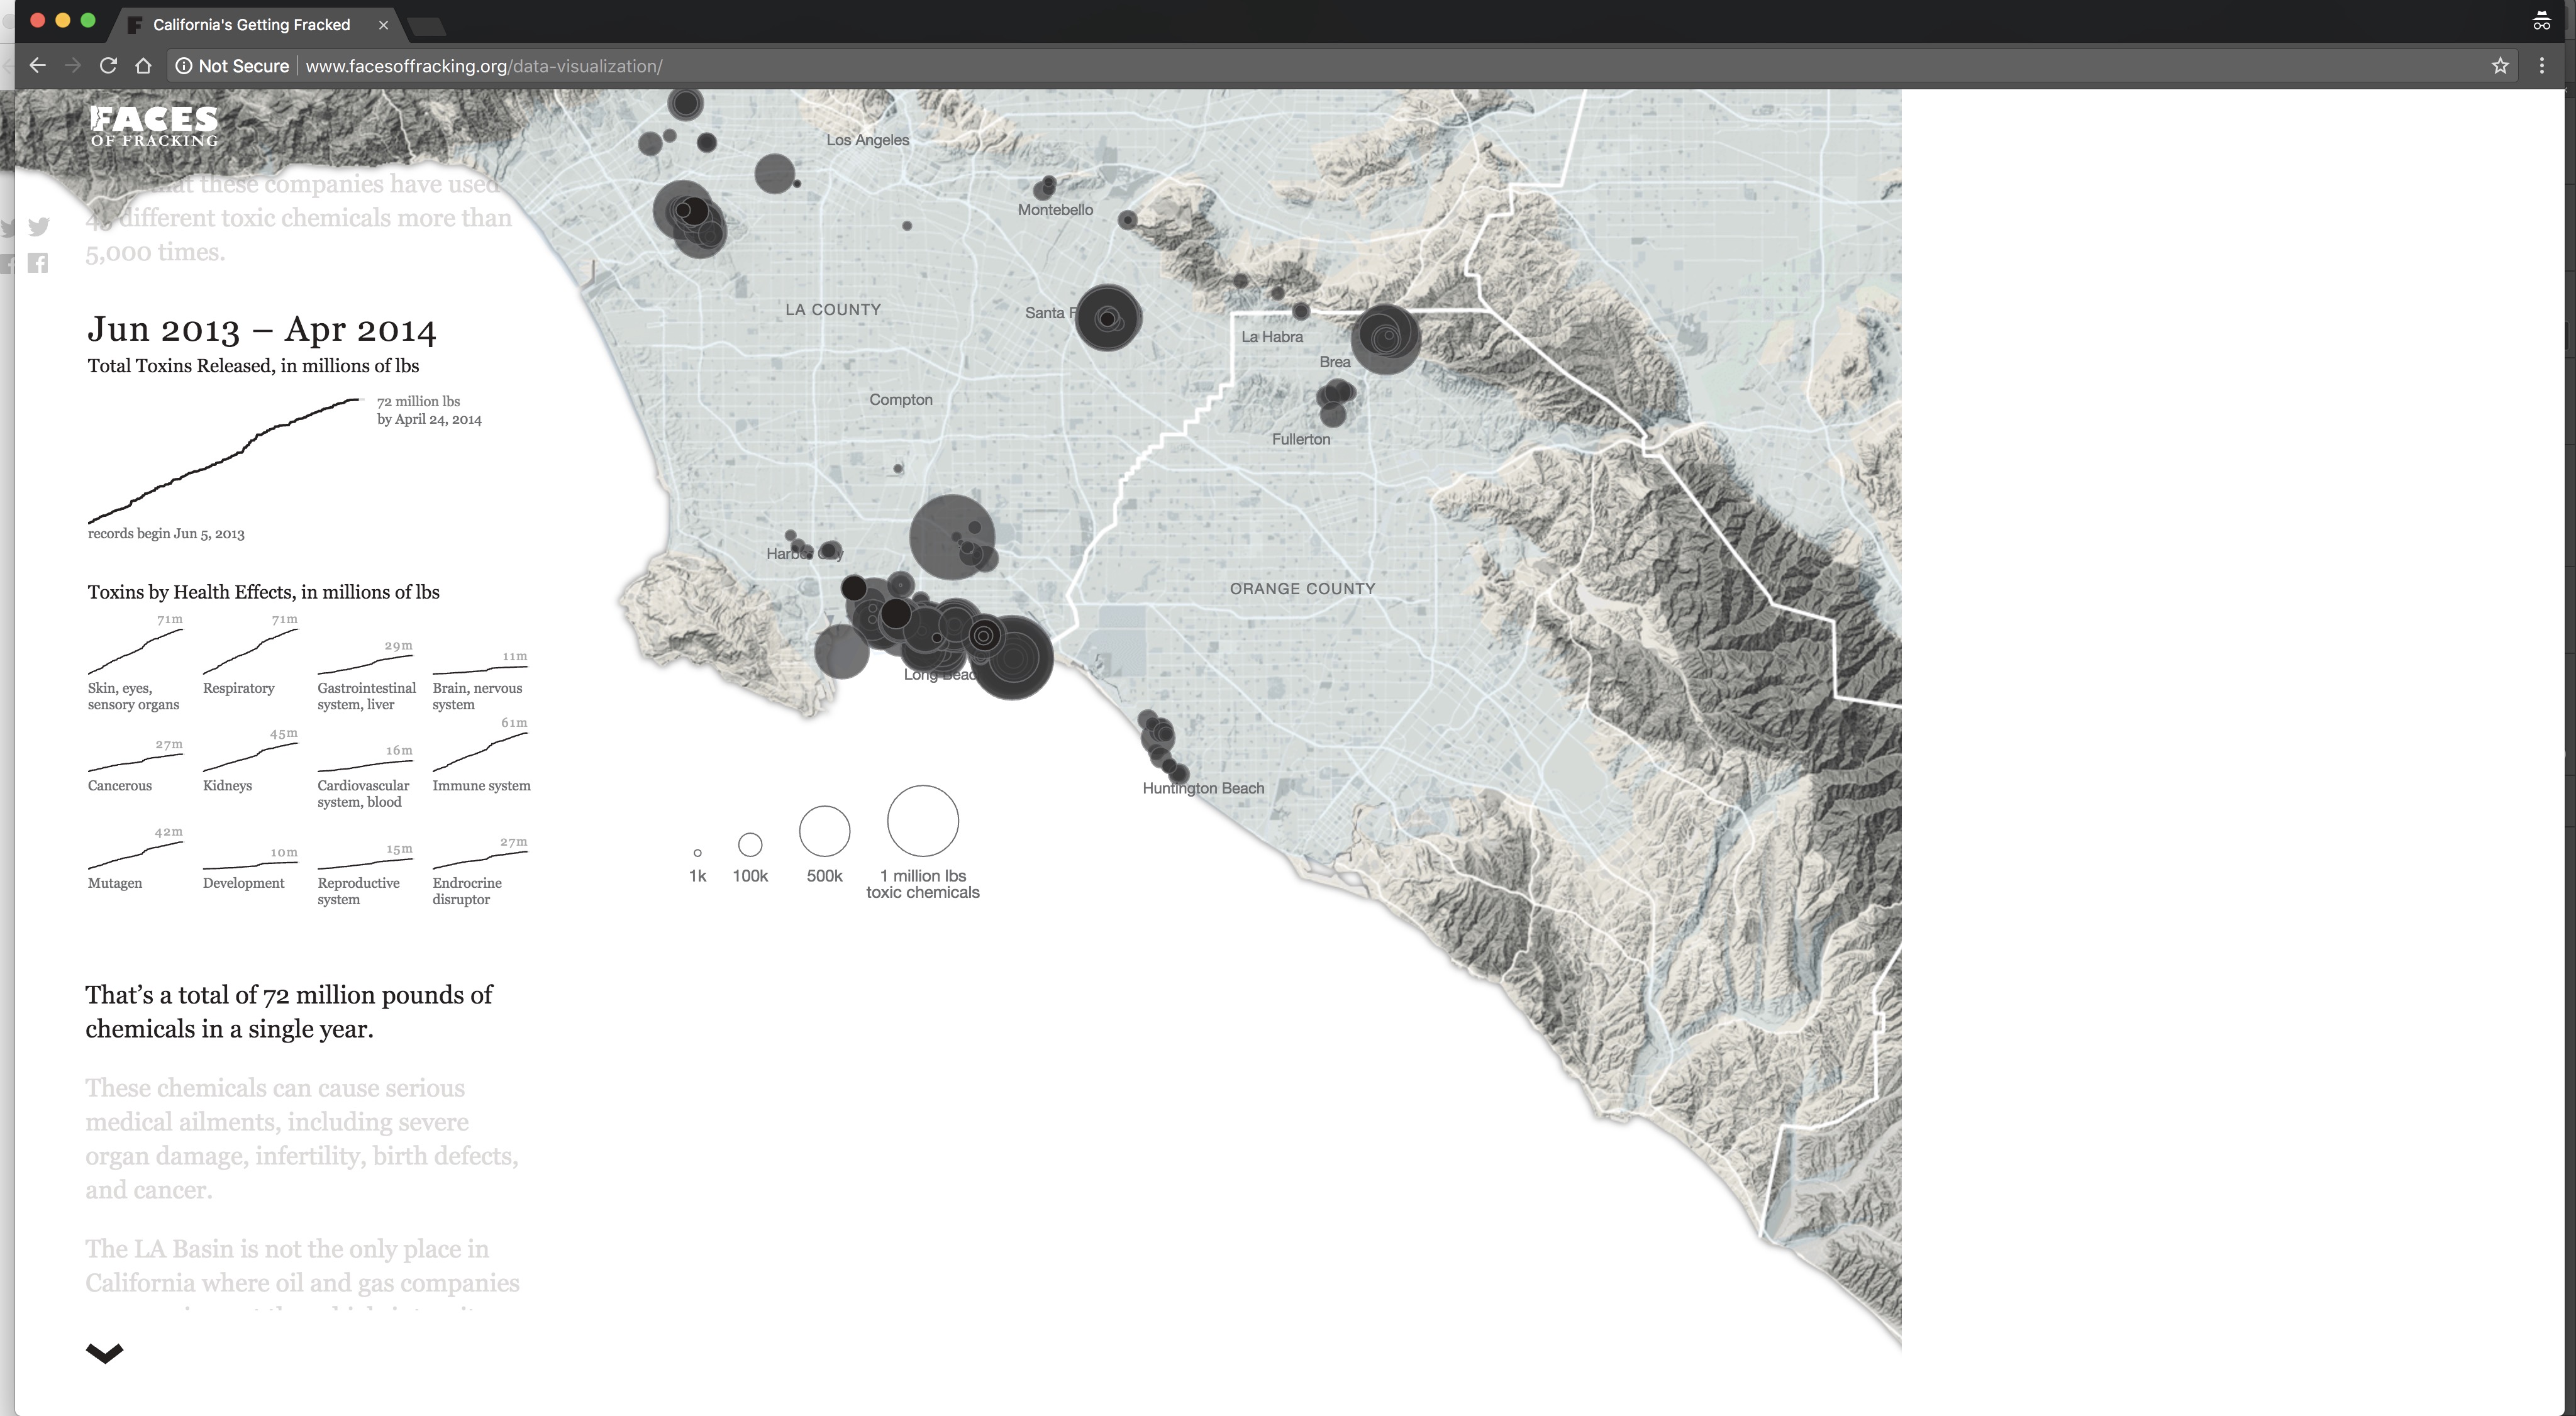 California's Getting Fracked
Not Secure
www.facesoffracking.org/data-visualization/
FACES
OF FRACKING
these companies have used
different toxic chemicals more than
5,000 times.
Jun 2013 – Apr 2014
Total Toxins Released, in millions of lbs
72 million lbs
by April 24, 2014
records begin Jun 5, 2013
Toxins by Health Effects, in millions of lbs
71m
71m
29m
11m
Skin, eyes,
sensory organs
Respiratory
Gastrointestinal
system, liver
Brain, nervous
system
27m
45m
16m
61m
Cancerous
Kidneys
Cardiovascular
system, blood
Immune system
42m
10m
15m
27m
Mutagen
Development
Reproductive
system
Endrocrine
disruptor
That's a total of 72 million pounds of
chemicals in a single year.
These chemicals can cause serious
medical ailments, including severe
organ damage, infertility, birth defects,
and cancer.
The LA Basin is not the only place in
California where oil and gas companies
Los Angeles
Montebello
LA COUNTY
Santa F
La Habra
Brea
Compton
Fullerton
Harbor City
ORANGE COUNTY
Long Beac
Huntington Beach
1k
100k
500k
1 million lbs
toxic chemicals